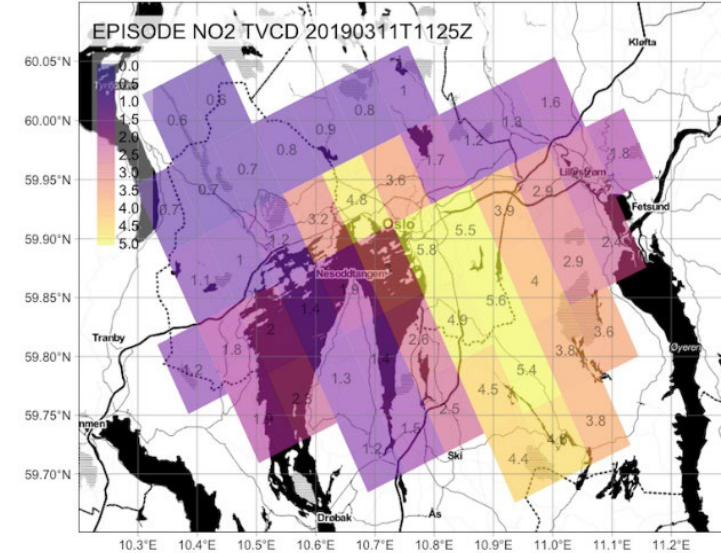 EPISODE NO2 TVCD 20190311T1125Z
Kløfta
60.05°N
0.0
0.5
1.0
1.5
2.0
2.5
3.0
3.5
4.0
4.5
5.0
0.6
0.6
0.8
1
1.6
60.00°N
0.9
1.3
0.8
1.2
1.7
1.8
0.7
3.6
Lillestrøm
59.95°N
0.7
4.8
2.9
0.7
3.2
3.9
Fetsund
Oslo
5.5
59.90°N
1.2
5.8
2.4
1
Nesoddtangen
2.9
1.1
1.9
4
59.85°N
1.4
5.6
2
4.9
3.6
Tranby
1.8
2.6
3.8
Øyeren
59.80°N
1.4
1.2
1.3
5.4
4.5
2.5
59.75°N
1.9
2.5
3.8
nmen
1.5
1.2
4.6
59.70°N
Ski
4.4
Drøbak
Ås
10.3°E
10.4°E
10.5°E
10.6°E
10.7°E
10.8°E
10.9°E
11.0°E
11.1°E
11.2°E